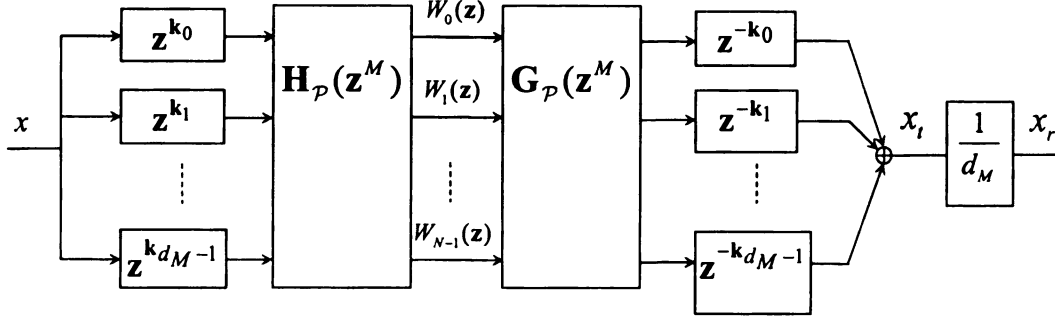 x
z^{k_0}
z^{k_1}
z^{k_{d_M-1}}
H_𝒫(z^M)
W_0(z)
W_1(z)
W_{N-1}(z)
G_𝒫(z^M)
z^{-k_0}
z^{-k_1}
z^{-k_{d_M-1}}
x_t
1
d_M
x_r